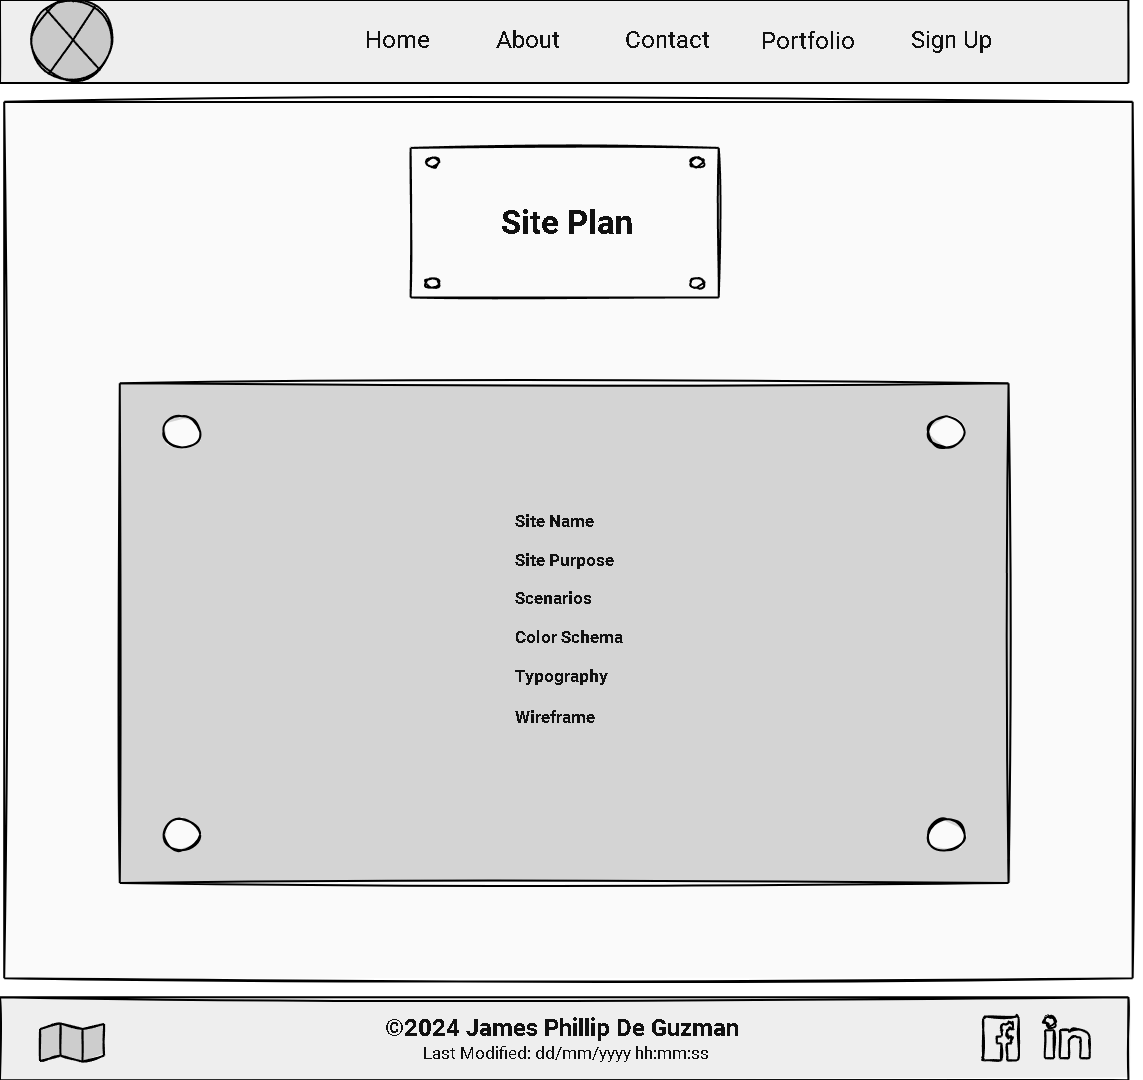 Home About Contact Portfolio Sign Up
Site Plan
Site Name
Site Purpose
Scenarios
Color Schema
Typography
Wireframe
©2024 James Phillip De Guzman
Last Modified: dd/mm/yyyy hh:mm:ss
f in